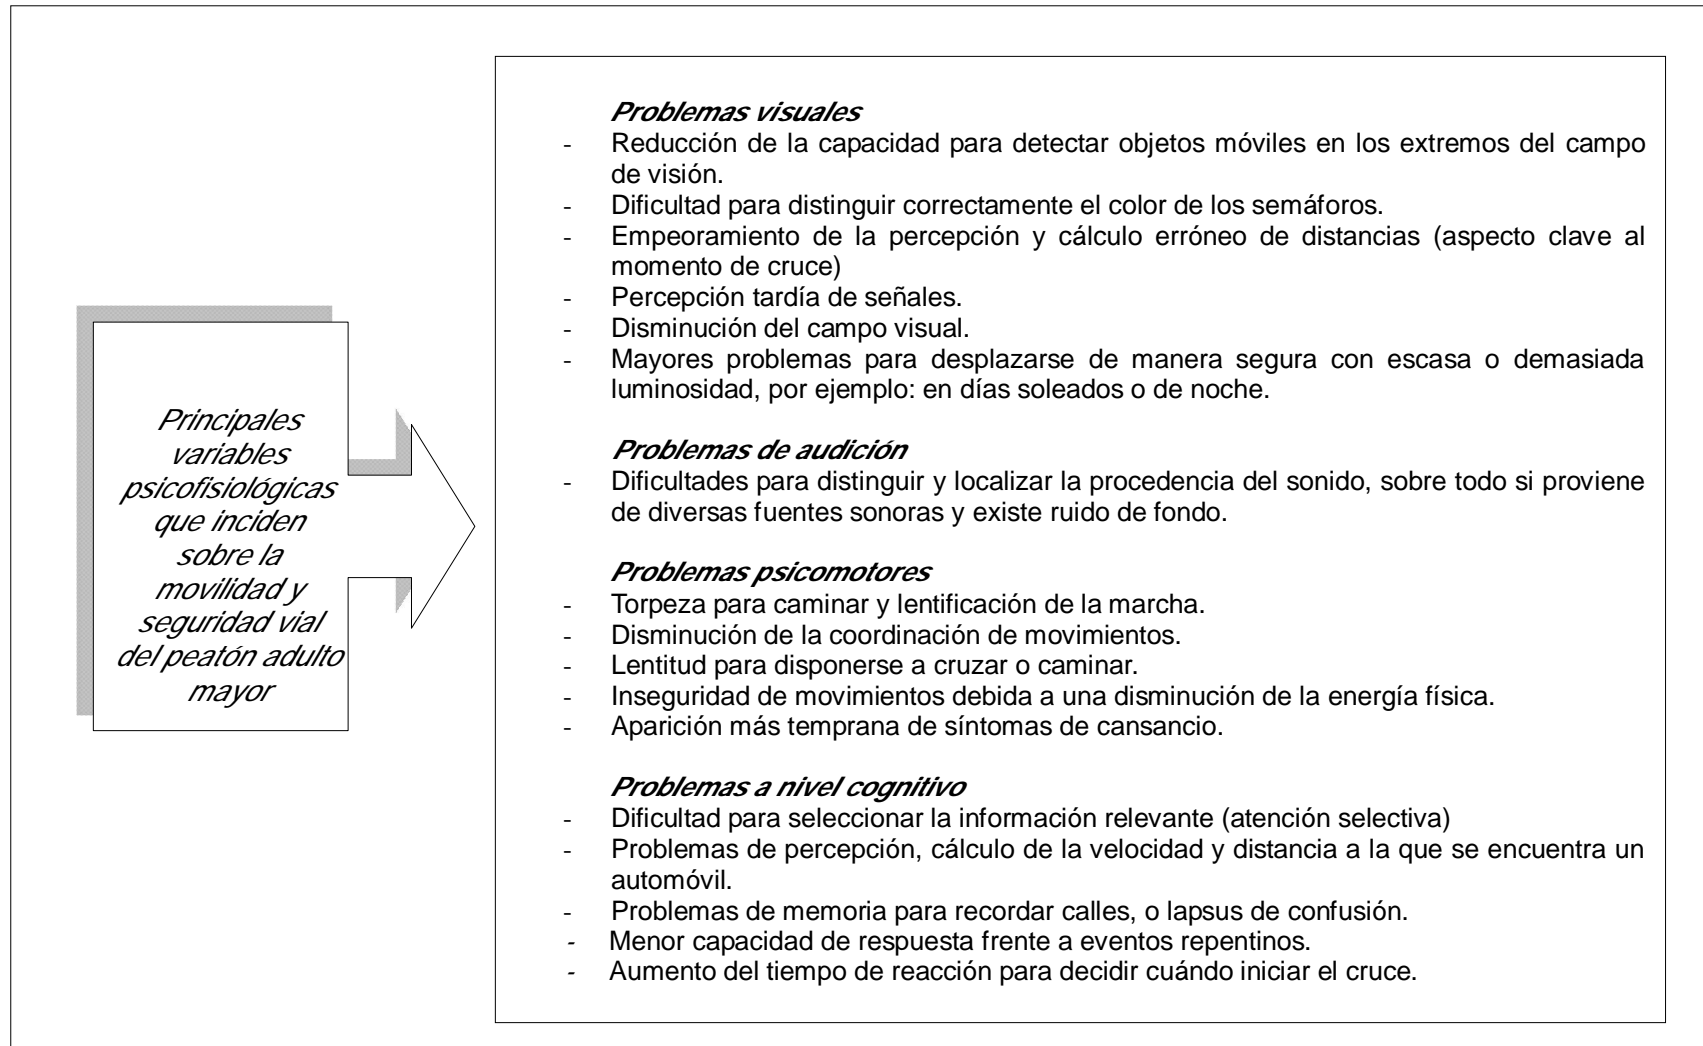 Principales
variables
psicofisiológicas
que inciden
sobre la
movilidad y
seguridad vial
del peatón adulto
mayor
Problemas visuales
- Reducción de la capacidad para detectar objetos móviles en los extremos del campo
de visión.
- Dificultad para distinguir correctamente el color de los semáforos.
- Empeoramiento de la percepción y cálculo erróneo de distancias (aspecto clave al
momento de cruce)
- Percepción tardía de señales.
- Disminución del campo visual.
- Mayores problemas para desplazarse de manera segura con escasa o demasiada
luminosidad, por ejemplo: en días soleados o de noche.
Problemas de audición
- Dificultades para distinguir y localizar la procedencia del sonido, sobre todo si proviene
de diversas fuentes sonoras y existe ruido de fondo.
Problemas psicomotores
- Torpeza para caminar y lentificación de la marcha.
- Disminución de la coordinación de movimientos.
- Lentitud para disponerse a cruzar o caminar.
- Inseguridad de movimientos debida a una disminución de la energía física.
- Aparición más temprana de síntomas de cansancio.
Problemas a nivel cognitivo
- Dificultad para seleccionar la información relevante (atención selectiva)
- Problemas de percepción, cálculo de la velocidad y distancia a la que se encuentra un
automóvil.
- Problemas de memoria para recordar calles, o lapsus de confusión.
- Menor capacidad de respuesta frente a eventos repentinos.
- Aumento del tiempo de reacción para decidir cuándo iniciar el cruce.